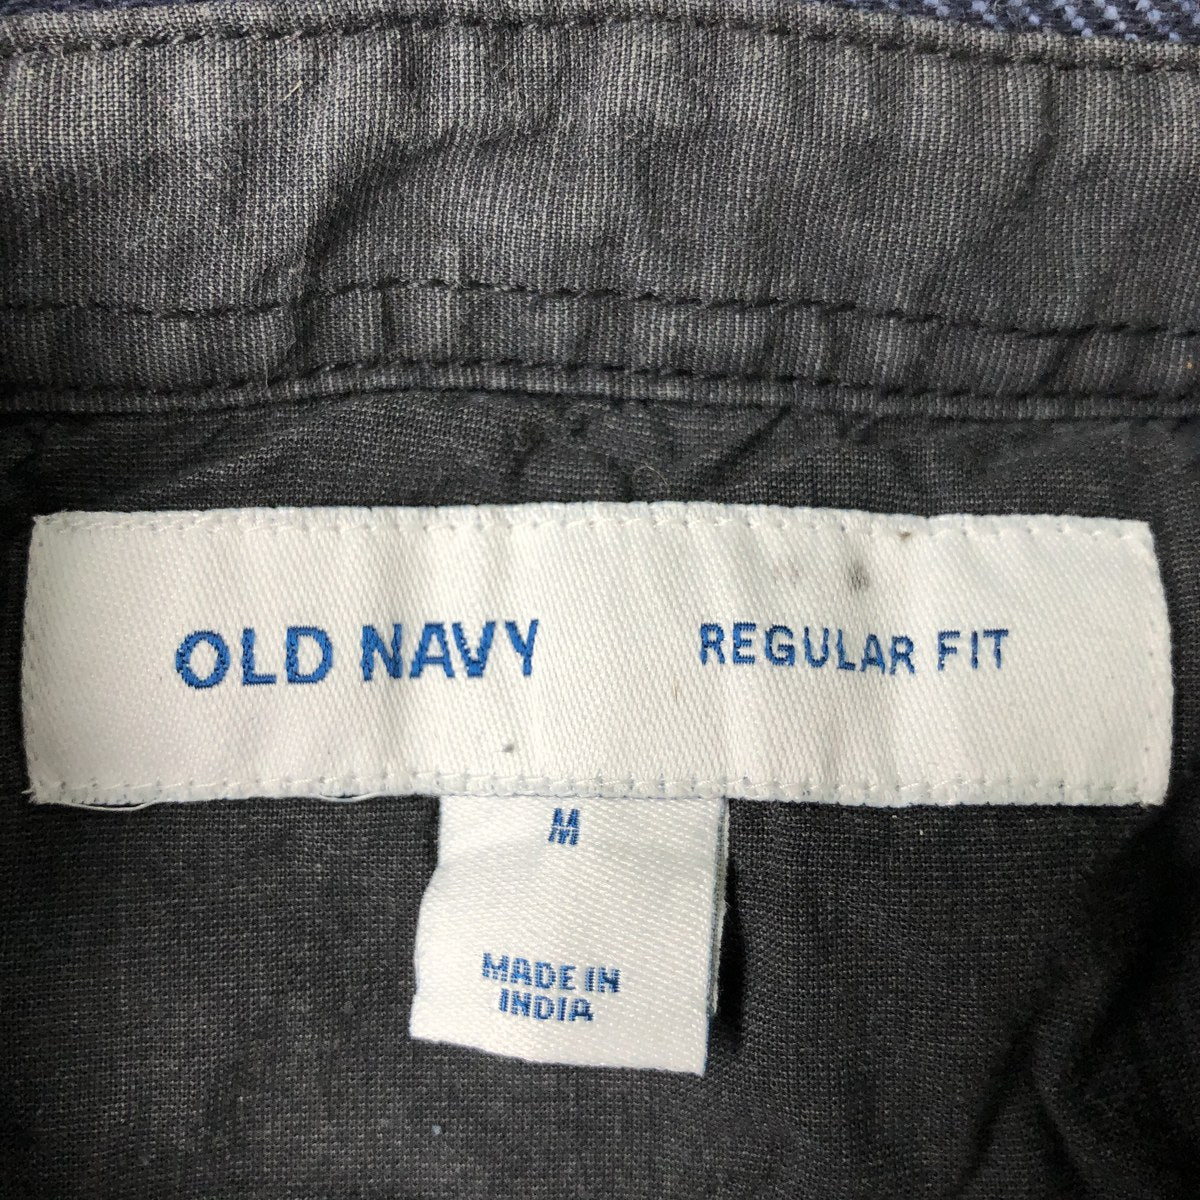 OLD NAVY REGULAR FIT
M
MADE IN
INDIA